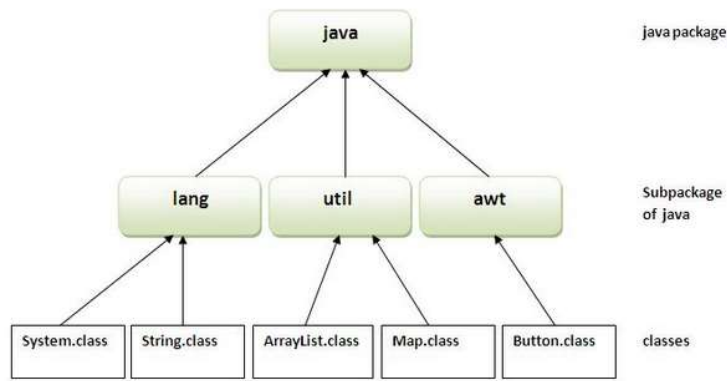 java
java package
lang
util
awt
Subpackage
of java
System.class
String.class
ArrayList.class
Map.class
Button.class
classes